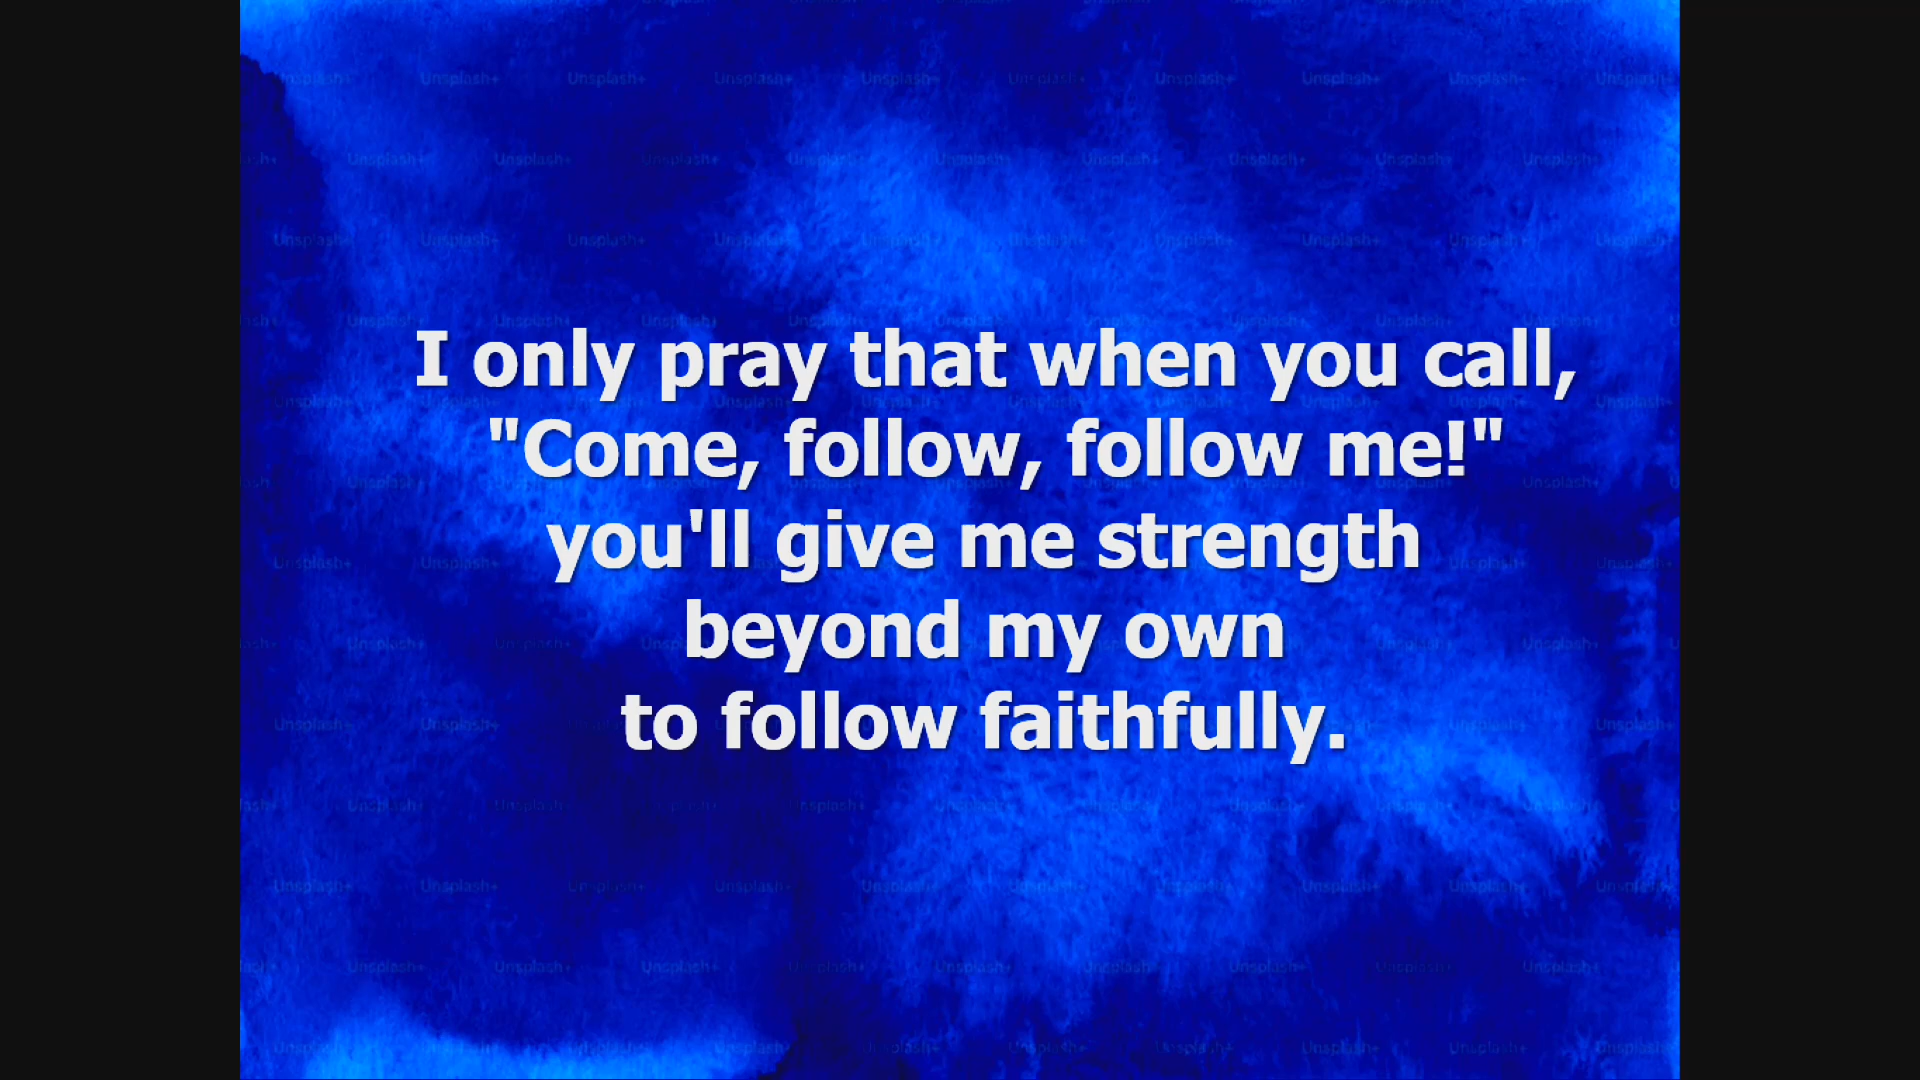 I only pray that when you call,
"Come, follow, follow me!"
you'll give me strength
beyond my own
to follow faithfully.
Unsplash+